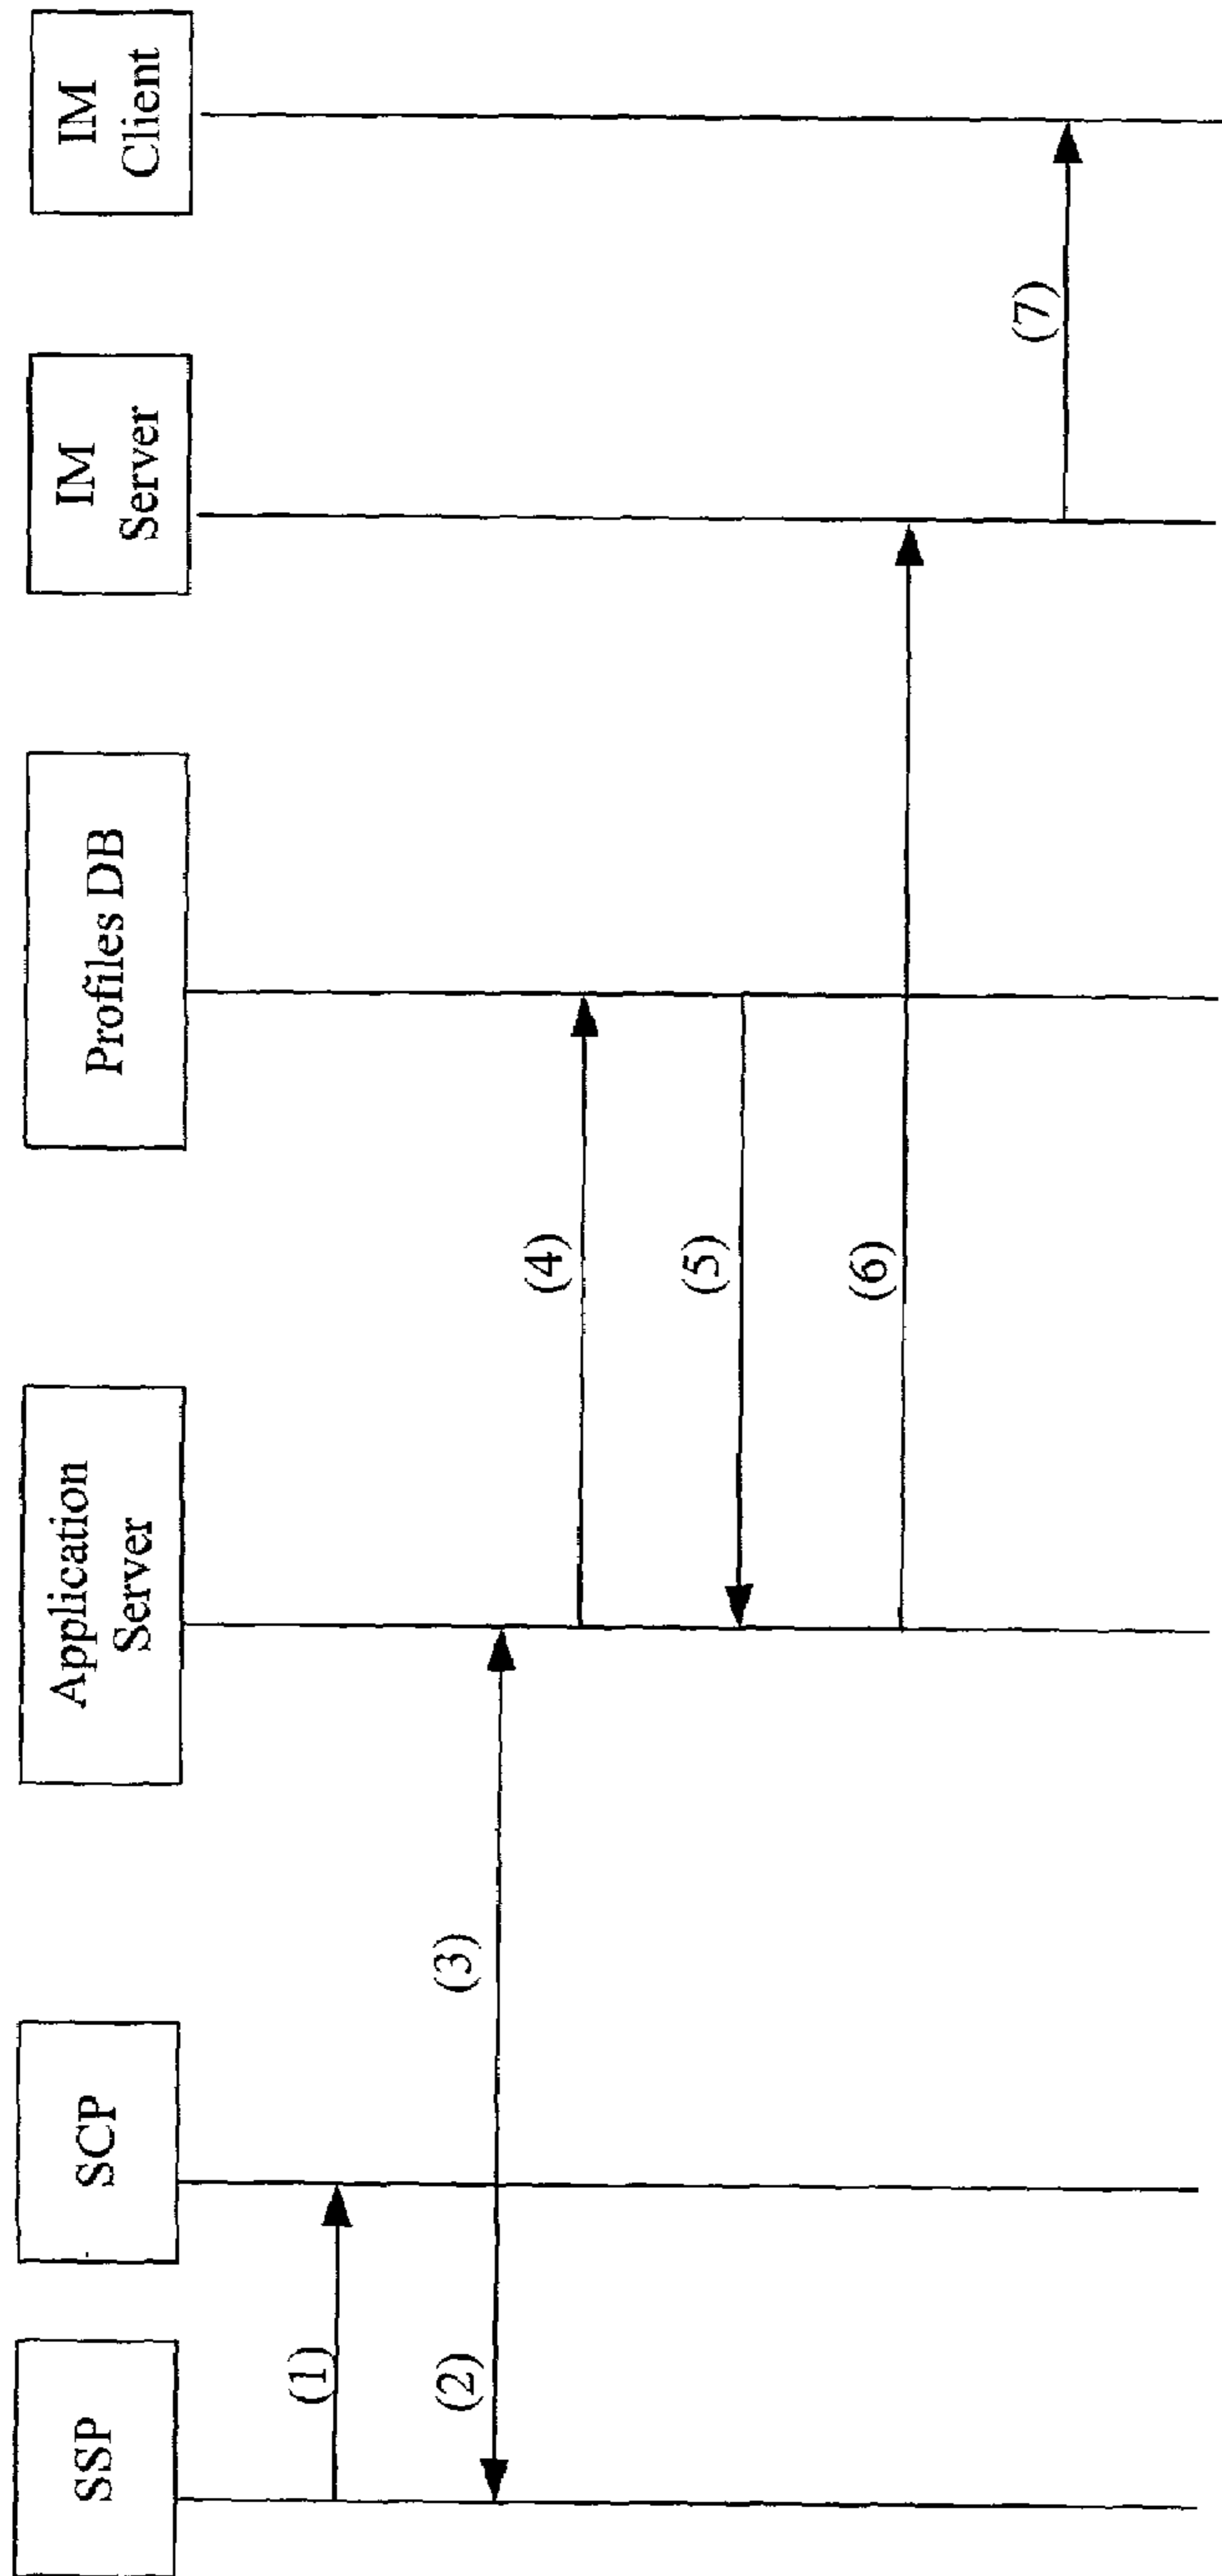 SSP
SCP
Application
Server
Profiles DB
IM
Server
IM
Client
(1)
(2)
(3)
(4)
(5)
(6)
(7)